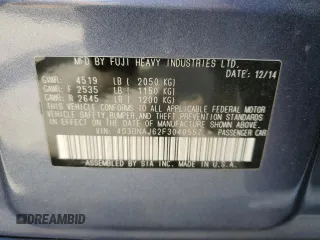 MFD BY FUJI HEAVY INDUSTRIES LTD.
DATE: 12/14
GVWR: 4519 LB ( 2050 KG)
GAWR: F 2535 LB ( 1150 KG)
GAWR: R 2645 LB ( 1200 KG)
THIS VEHICLE CONFORMS TO ALL APPLICABLE FEDERAL MOTOR
VEHICLE SAFETY, BUMPER, AND THEFT PREVENTION STANDARDS
IN EFFECT ON THE DATE OF MANUFACTURE SHOWN ABOVE.
VIN: PASSENGER CAR
ASSEMBLED BY SIA INC. MADE IN U.S.A.
DREAMBID